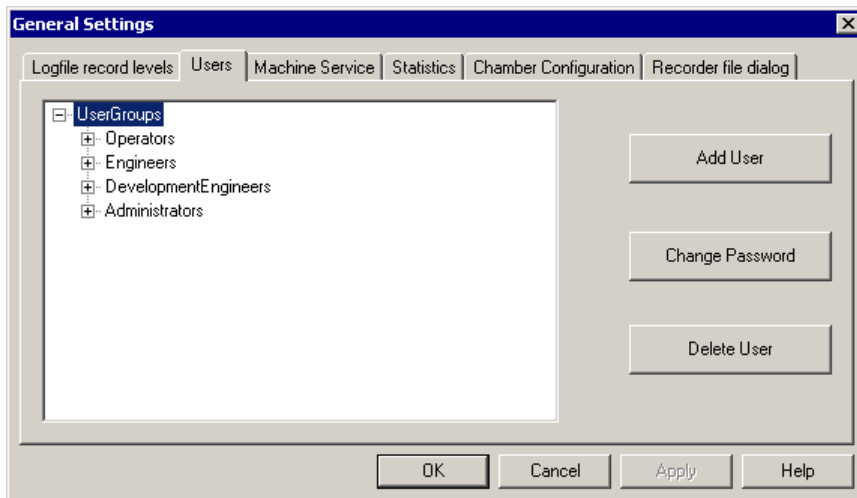 General Settings
Logfile record levels Users Machine Service Statistics Chamber Configuration Recorder file dialog
UserGroups
Operators
Engineers
DevelopmentEngineers
Administrators
Add User
Change Password
Delete User
OK Cancel Apply Help